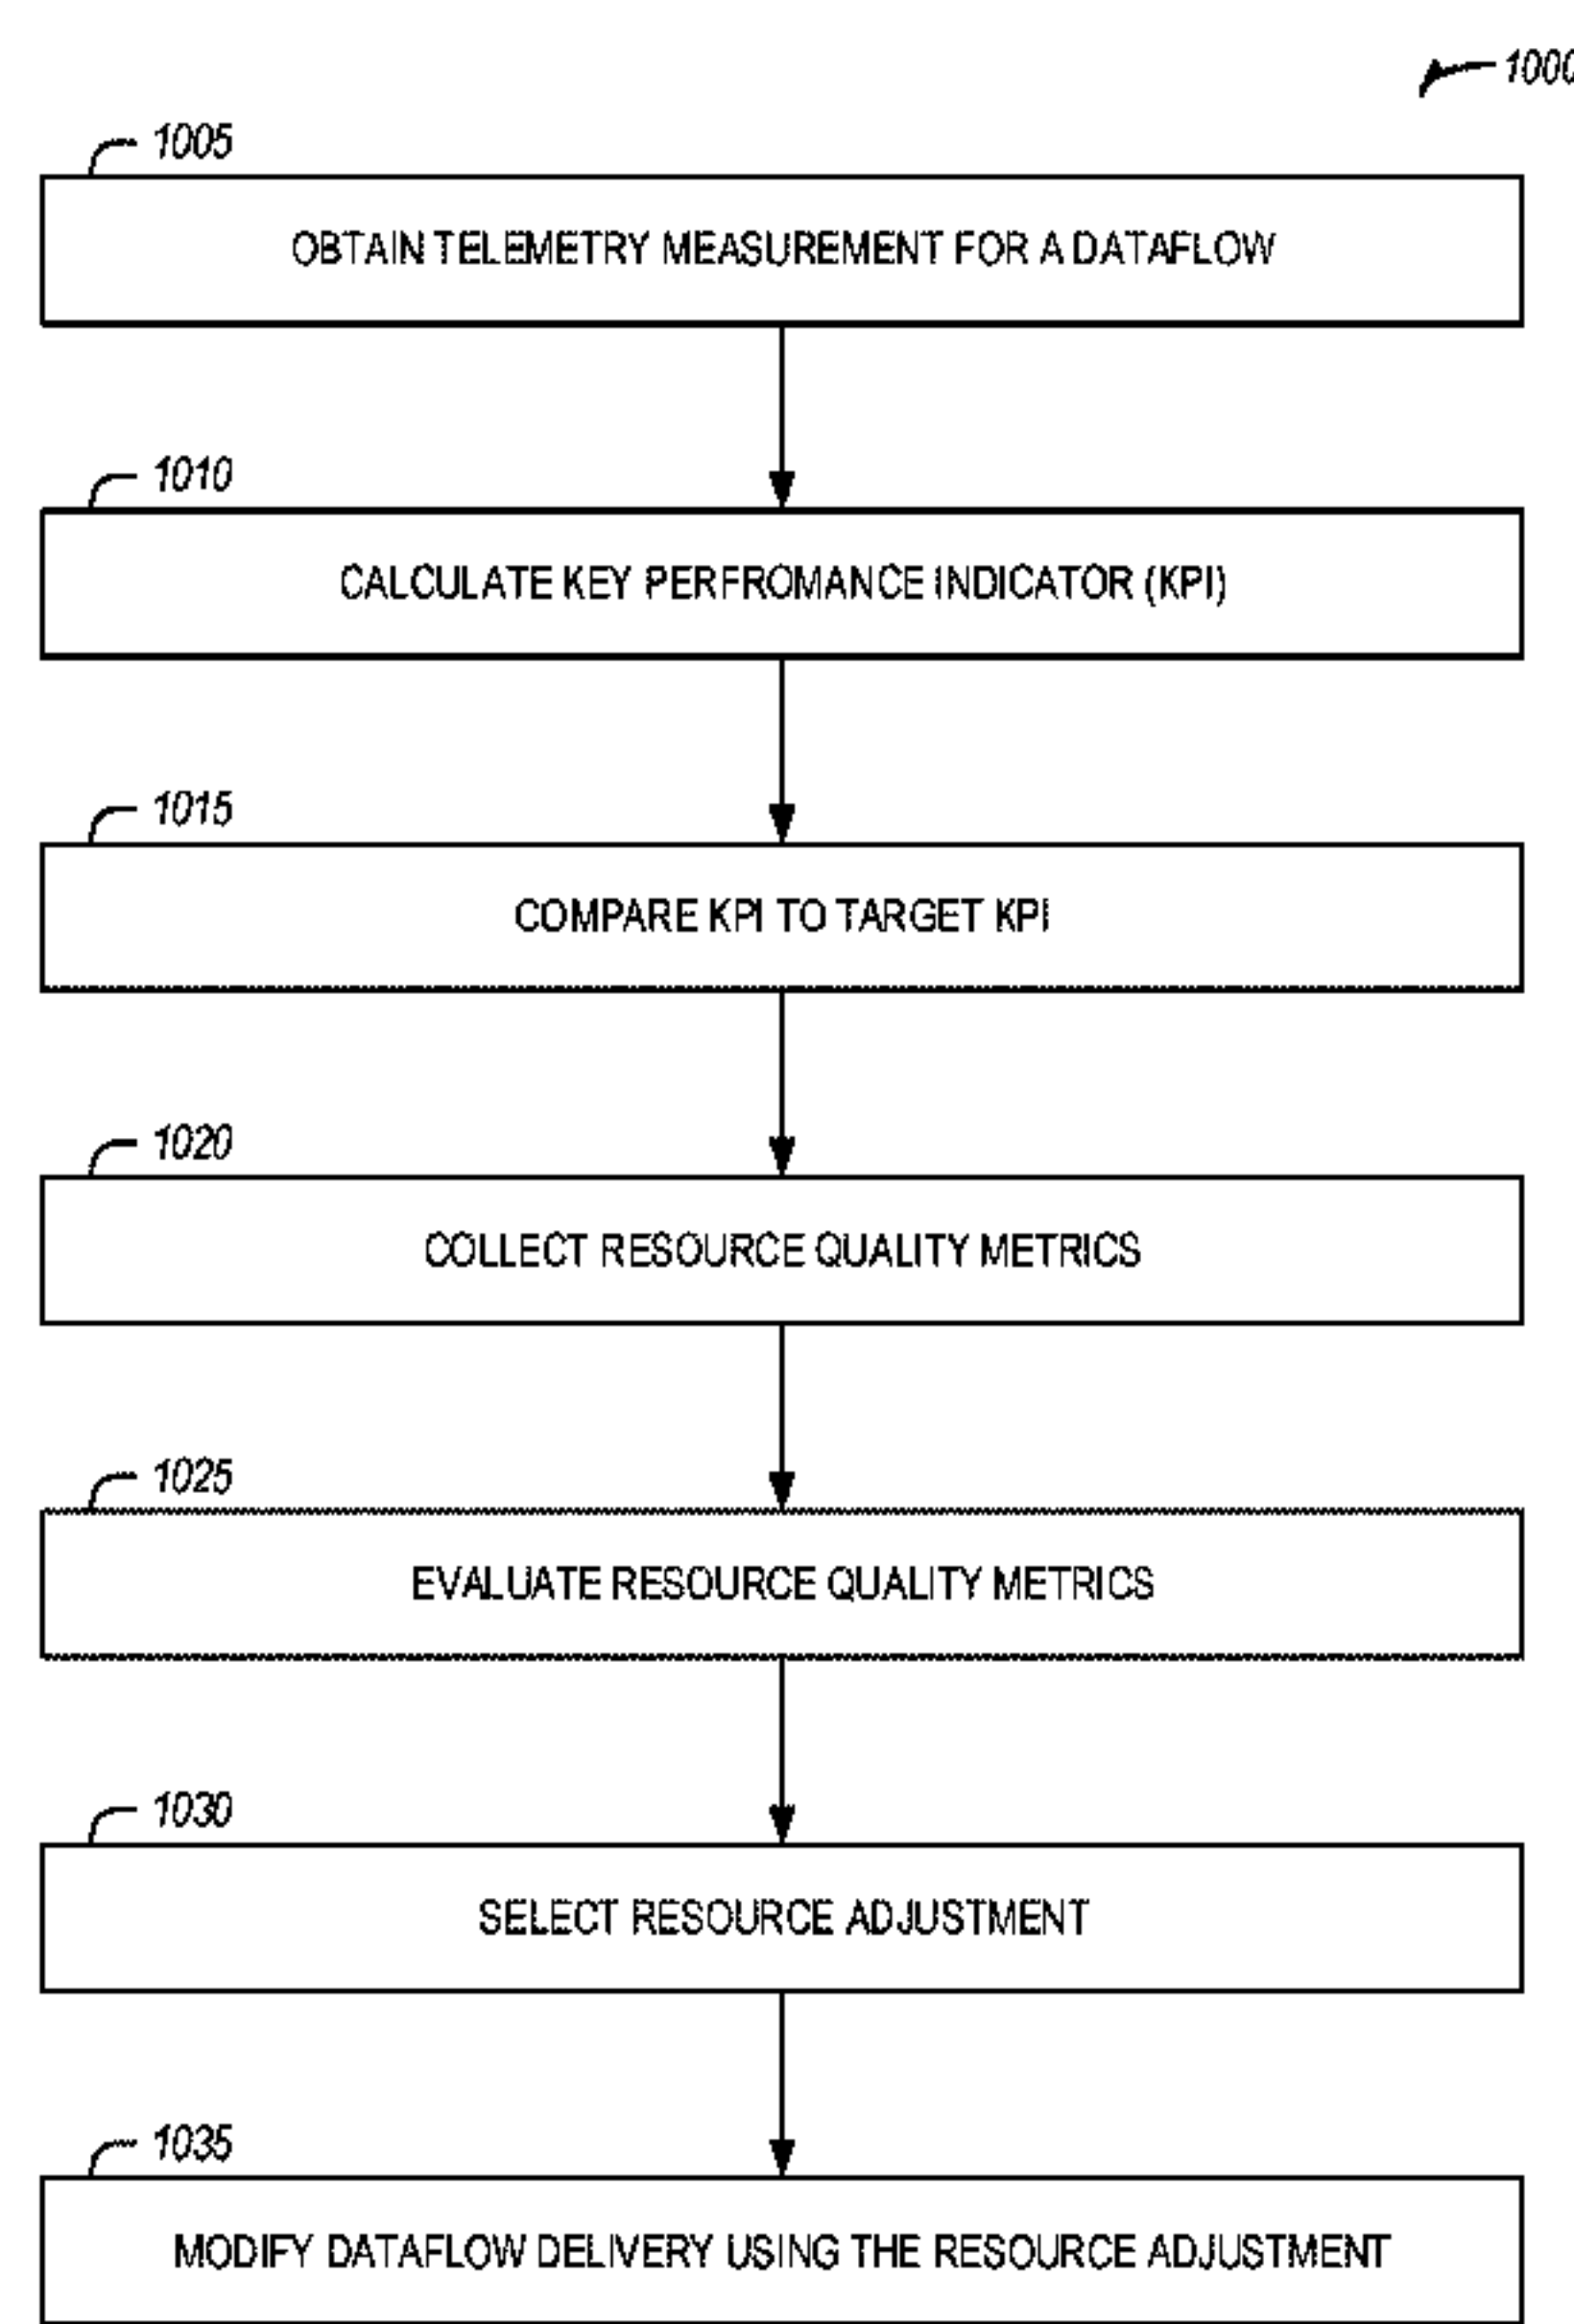 1000
1005
OBTAIN TELEMETRY MEASUREMENT FOR A DATAFLOW
1010
CALCULATE KEY PERFROMANCE INDICATOR (KPI)
1015
COMPARE KPI TO TARGET KPI
1020
COLLECT RESOURCE QUALITY METRICS
1025
EVALUATE RESOURCE QUALITY METRICS
1030
SELECT RESOURCE ADJUSTMENT
1035
MODIFY DATAFLOW DELIVERY USING THE RESOURCE ADJUSTMENT